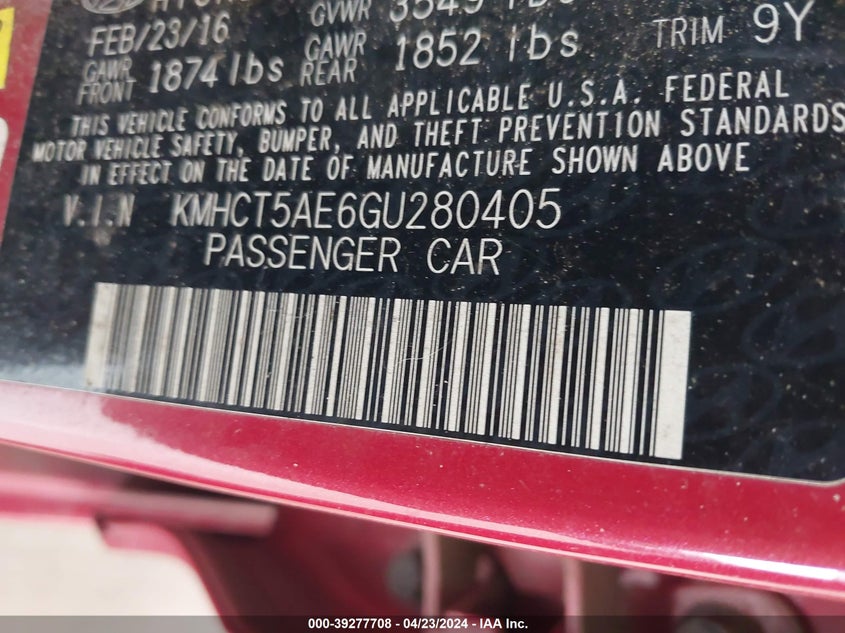 FEB/23/16 GVWR 3549
GAWR FRONT 1874 lbs GAWR REAR 1852 lbs TRIM 9Y
THIS VEHICLE CONFORMS TO ALL APPLICABLE U.S.A. FEDERAL
MOTOR VEHICLE SAFETY, BUMPER, AND THEFT PREVENTION STANDARDS
IN EFFECT ON THE DATE OF MANUFACTURE SHOWN ABOVE
V.I.N KMHCT5AE6GU280405
PASSENGER CAR
000-39277708 - 04/23/2024 - IAA Inc.